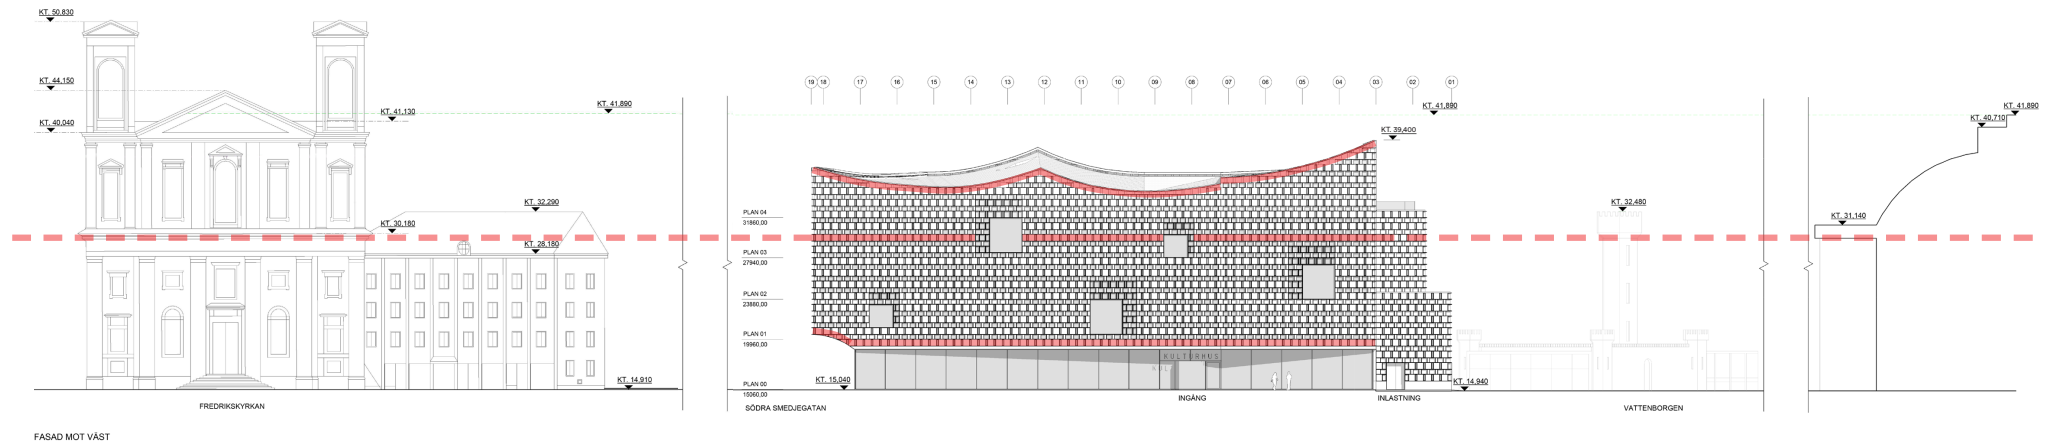 KT. 50.830
KT. 44,150
KT. 40,040
KT. 41,130
KT. 41,890
KT. 32.290
KT. 30,180
KT. 28,180
KT. 14.910
FREDRIKSKYRKAN
FASAD MOT VÄST
19 18 17 16 15 14 13 12 11 10 09 08 07 06 05 04 03 02 01
KT. 41,890
KT. 39,400
PLAN 04
31860,00
PLAN 03
27940,00
PLAN 02
23860,00
PLAN 01
19960,00
PLAN 00
15060,00
KULTURHUS
KUL
KT. 15,040
KT. 14.940
SÖDRA SMEDJEGATAN
INGÅNG
INLASTNING
KT. 32,480
VATTENBORGEN
KT. 41,890
KT. 40,710
KT. 31,140